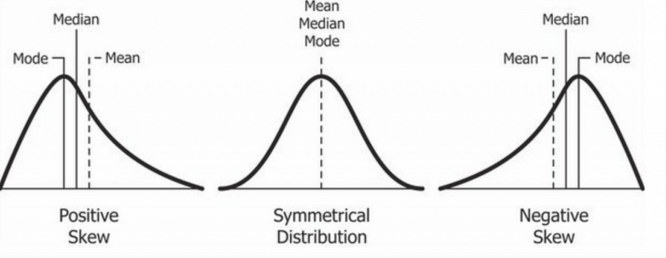 Median
Mode
Mean
Positive
Skew
Mean
Median
Mode
Symmetrical
Distribution
Median
Mean
Mode
Negative
Skew